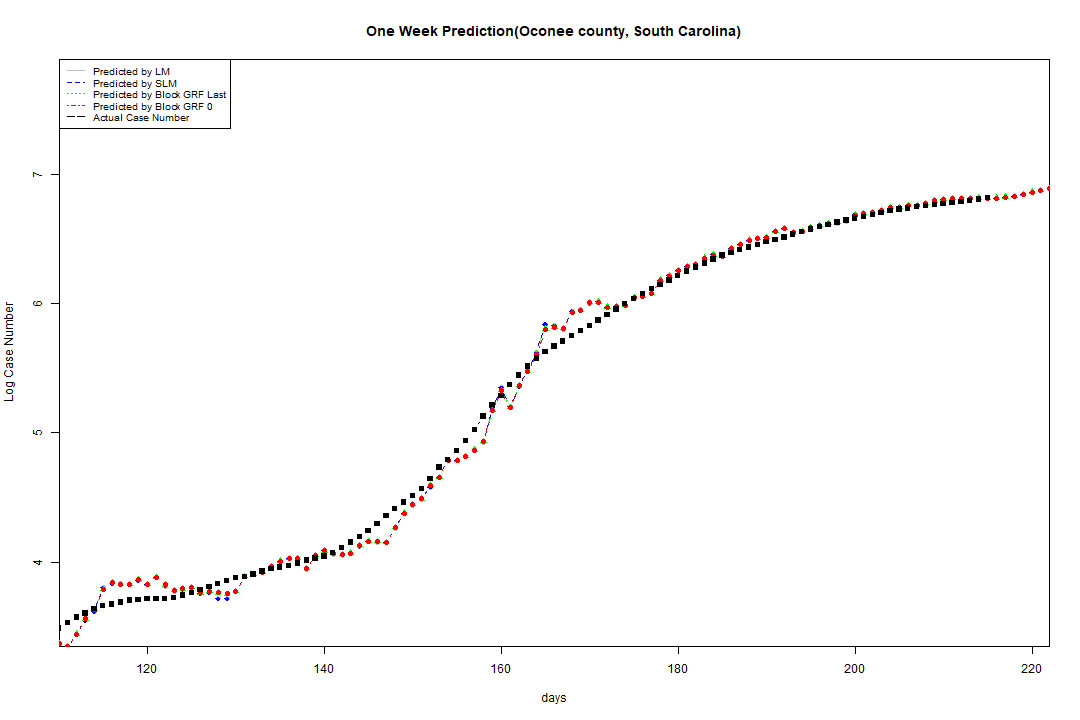 One Week Prediction(Oconee county, South Carolina)
Predicted by LM
Predicted by SLM
Predicted by Block GRF Last
Predicted by Block GRF 0
Actual Case Number
7
6
5
4
Log Case Number
120 140 160 180 200 220
days